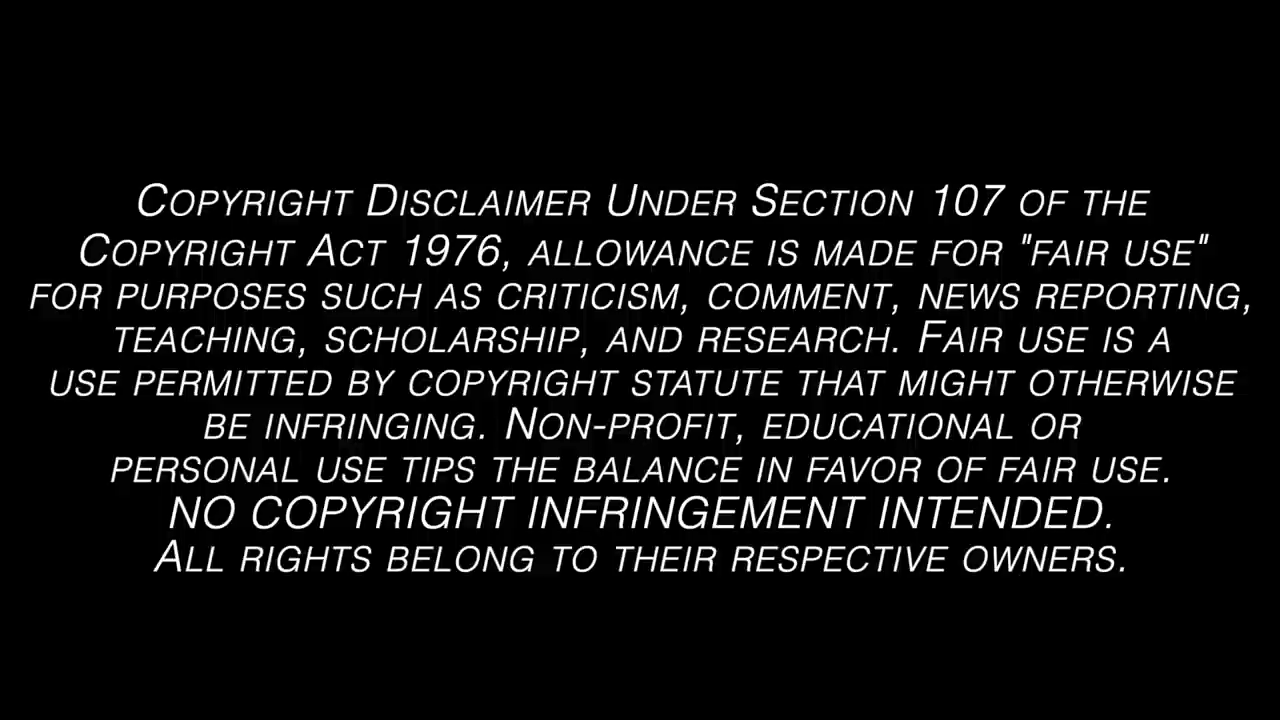 Copyright Disclaimer Under Section 107 of the
Copyright Act 1976, allowance is made for "fair use"
for purposes such as criticism, comment, news reporting,
teaching, scholarship, and research. Fair use is a
use permitted by copyright statute that might otherwise
be infringing. Non-profit, educational or
personal use tips the balance in favor of fair use.
NO COPYRIGHT INFRINGEMENT INTENDED.
All rights belong to their respective owners.